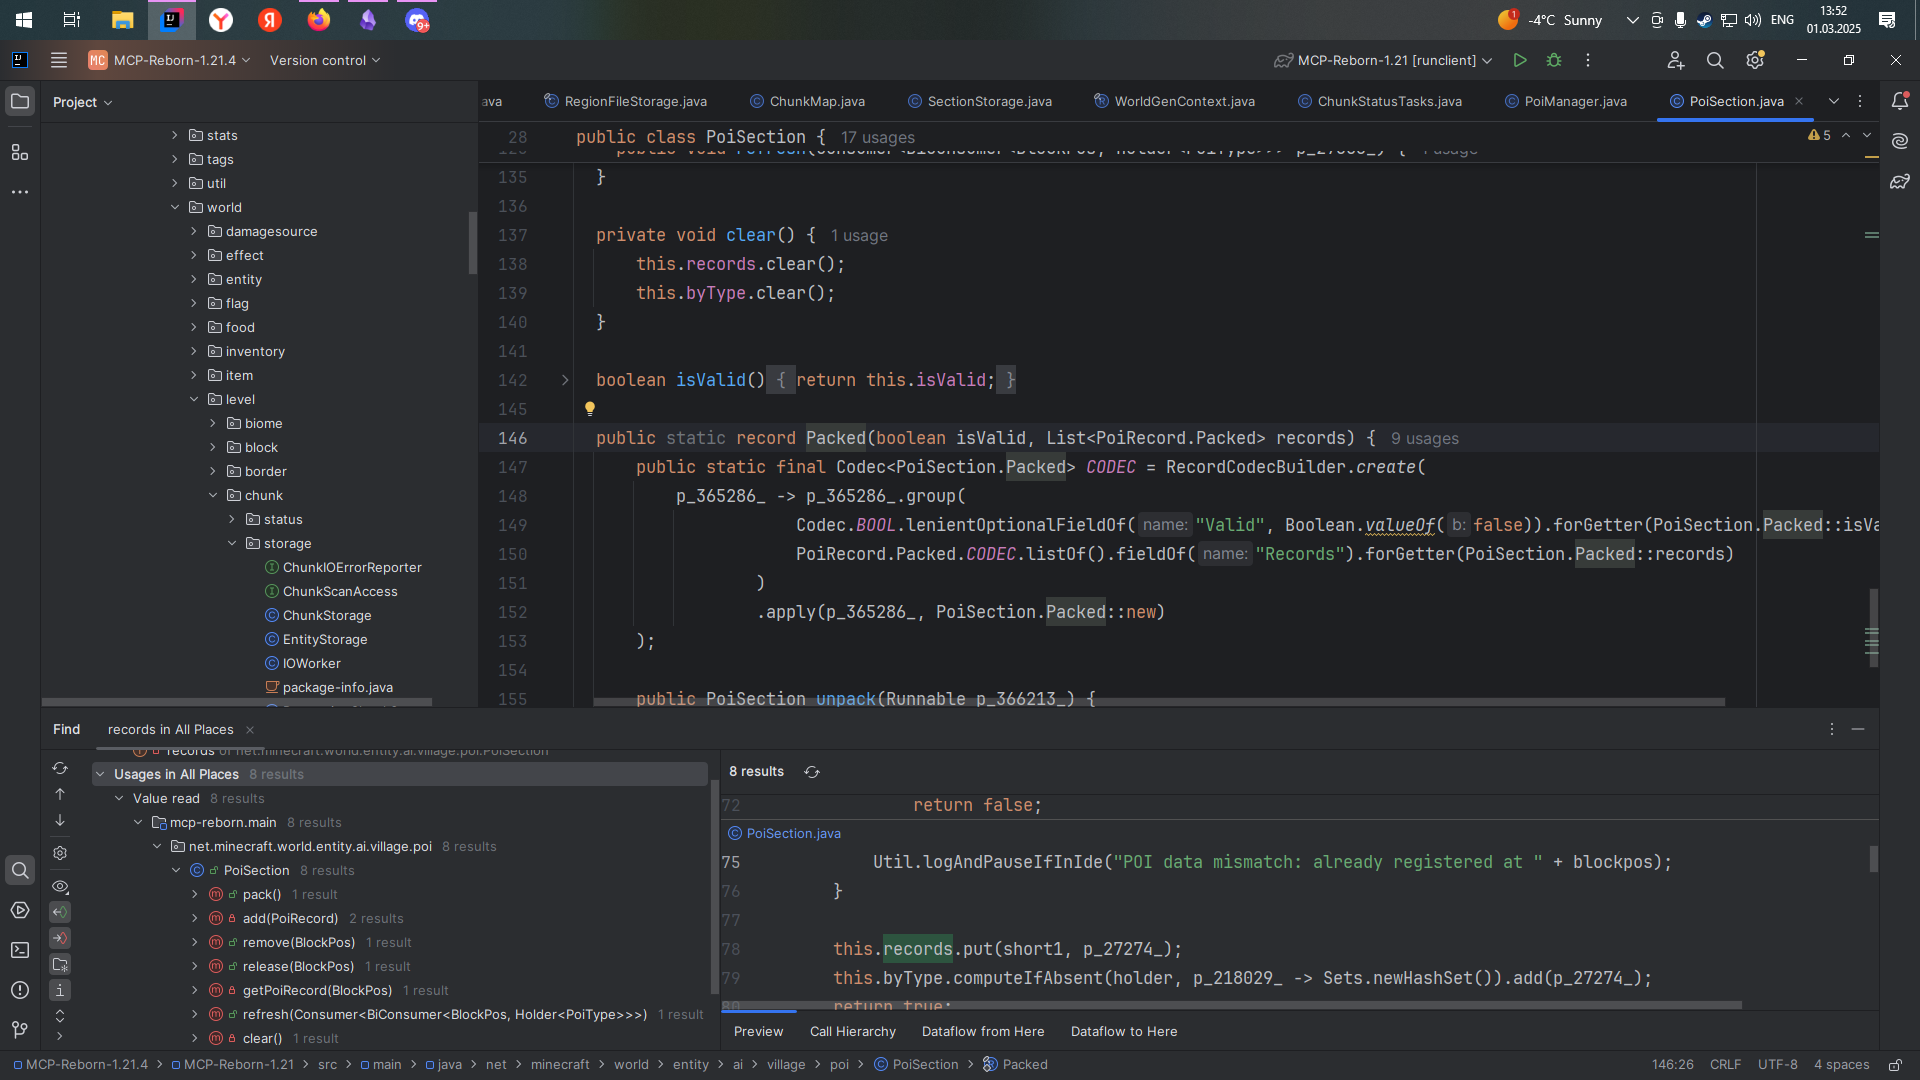 -4°C Sunny
ENG
13:52
01.03.2025
9+
MC MCP-Reborn-1.21.4
Version control
MCP-Reborn-1.21 [runclient]
Project
ava
RegionFileStorage.java
ChunkMap.java
SectionStorage.java
WorldGenContext.java
ChunkStatusTasks.java
PoiManager.java
PoiSection.java
stats
tags
util
world
damagesource
effect
entity
flag
food
inventory
item
level
biome
block
border
chunk
status
storage
ChunkIOErrorReporter
ChunkScanAccess
ChunkStorage
EntityStorage
IOWorker
package-info.java
28 public class PoiSection { 17 usages
5
135 }
136
137 private void clear() { 1 usage
138 this.records.clear();
139 this.byType.clear();
140 }
141
142 boolean isValid() { return this.isValid; }
145
146 public static record Packed(boolean isValid, List<PoiRecord.Packed> records) { 9 usages
147 public static final Codec<PoiSection.Packed> CODEC = RecordCodecBuilder.create(
148 p_365286_ -> p_365286_.group(
149 Codec.BOOL.lenientOptionalFieldOf( name: "Valid", Boolean.valueOf( b: false)).forGetter(PoiSection.Packed::isVa
150 PoiRecord.Packed.CODEC.listOf().fieldOf( name: "Records").forGetter(PoiSection.Packed::records)
151 )
152 .apply(p_365286_, PoiSection.Packed::new)
153 );
154
155 public PoiSection unpack(Runnable p_366213_) {
Find
records in All Places
records of net.minecraft.world.entity.ai.village.poi.PoiSection
Usages in All Places 8 results
Value read 8 results
mcp-reborn.main 8 results
net.minecraft.world.entity.ai.village.poi 8 results
PoiSection 8 results
pack() 1 result
add(PoiRecord) 2 results
remove(BlockPos) 1 result
release(BlockPos) 1 result
getPoiRecord(BlockPos) 1 result
refresh(Consumer<BiConsumer<BlockPos, Holder<PoiType>>>) 1 result
clear() 1 result
8 results
72 return false;
PoiSection.java
75 Util.logAndPauseIfInIde("POI data mismatch: already registered at " + blockpos);
76 }
77
78 this.records.put(short1, p_27274_);
79 this.byType.computeIfAbsent(holder, p_218029_ -> Sets.newHashSet()).add(p_27274_);
80 return true;
Preview
Call Hierarchy
Dataflow from Here
Dataflow to Here
MCP-Reborn-1.21.4 > MCP-Reborn-1.21 > src > main > java > net > minecraft > world > entity > ai > village > poi > PoiSection > Packed
146:26
CRLF
UTF-8
4 spaces